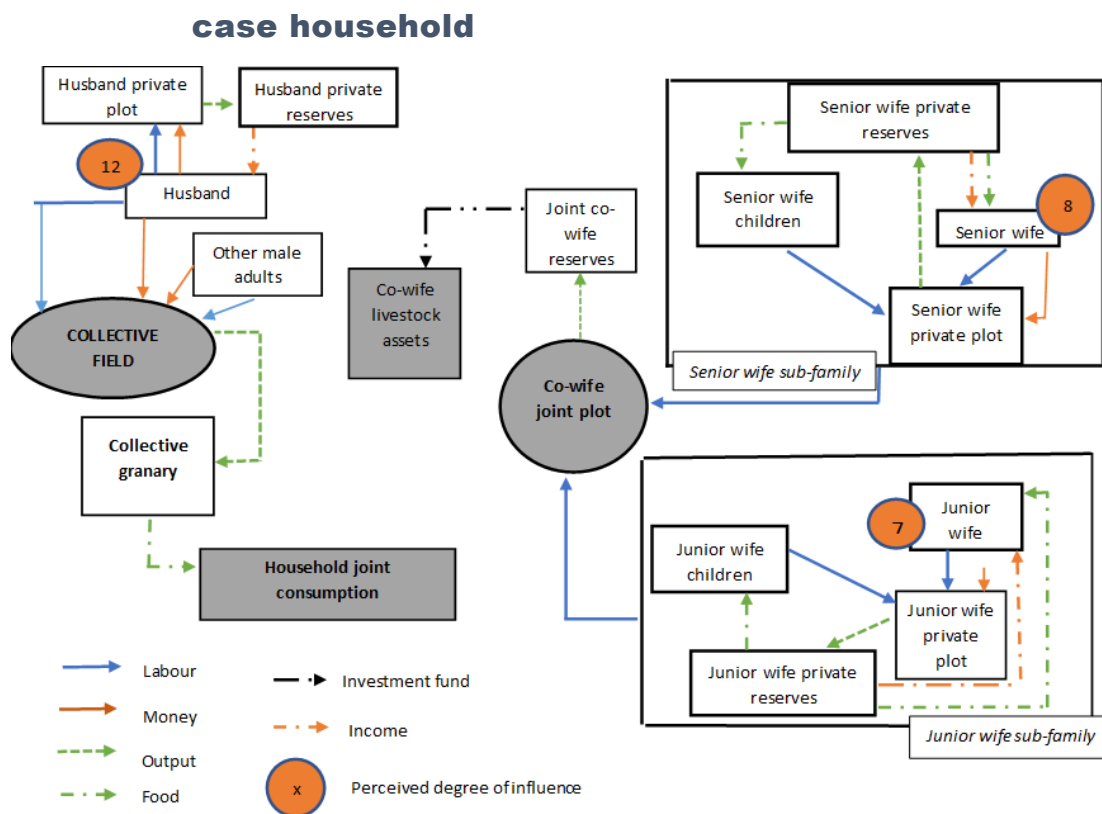 case household
Husband private
plot
Husband private
reserves
12
Husband
Other male
adults
COLLECTIVE
FIELD
Collective
granary
Household joint
consumption
Joint co-
wife
reserves
Co-wife
livestock
assets
Co-wife
joint plot
Senior wife private
reserves
Senior wife
children
8
Senior wife
Senior wife
private plot
Senior wife sub-family
7
Junior
wife
Junior wife
children
Junior wife
private
plot
Junior wife private
reserves
Junior wife sub-family
Labour
Money
Output
Food
Investment fund
Income
x
Perceived degree of influence